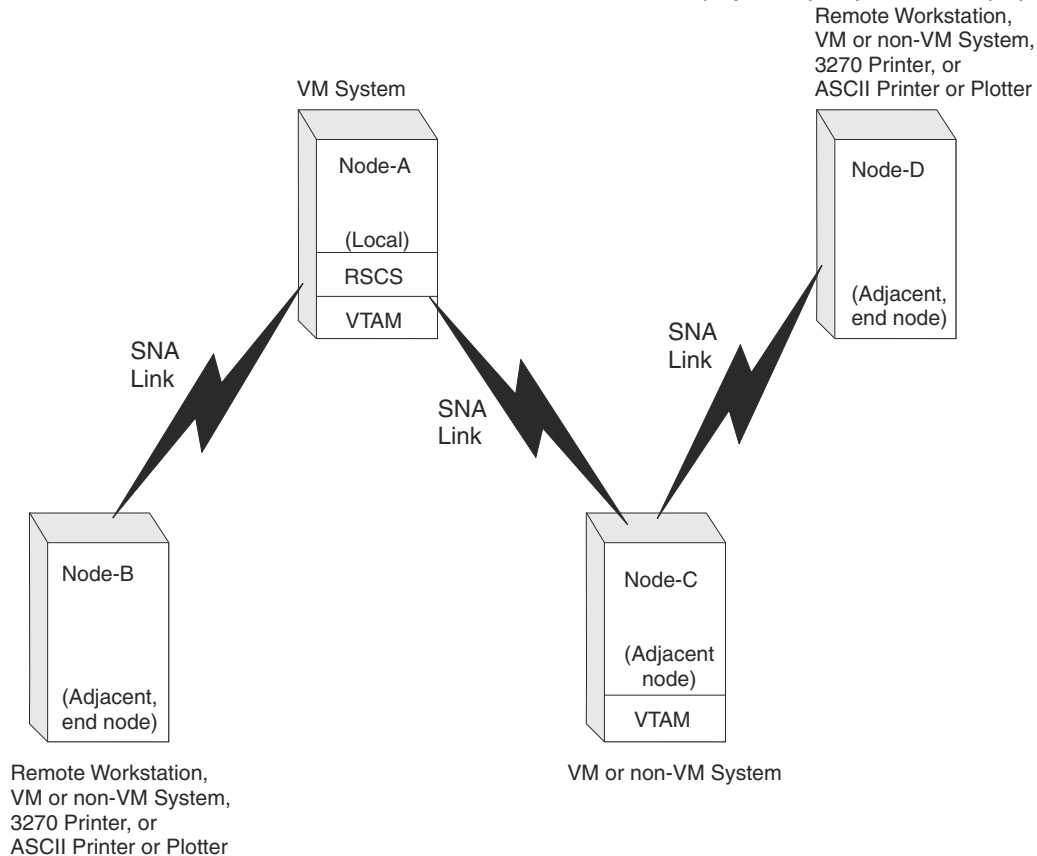 Remote Workstation,
VM or non-VM System,
3270 Printer, or
ASCII Printer or Plotter
VM System
Node-A
(Local)
RSCS
VTAM
Node-D
(Adjacent,
end node)
SNA
Link
SNA
Link
SNA
Link
Node-B
(Adjacent,
end node)
Node-C
(Adjacent
node)
VTAM
Remote Workstation,
VM or non-VM System,
3270 Printer, or
ASCII Printer or Plotter
VM or non-VM System